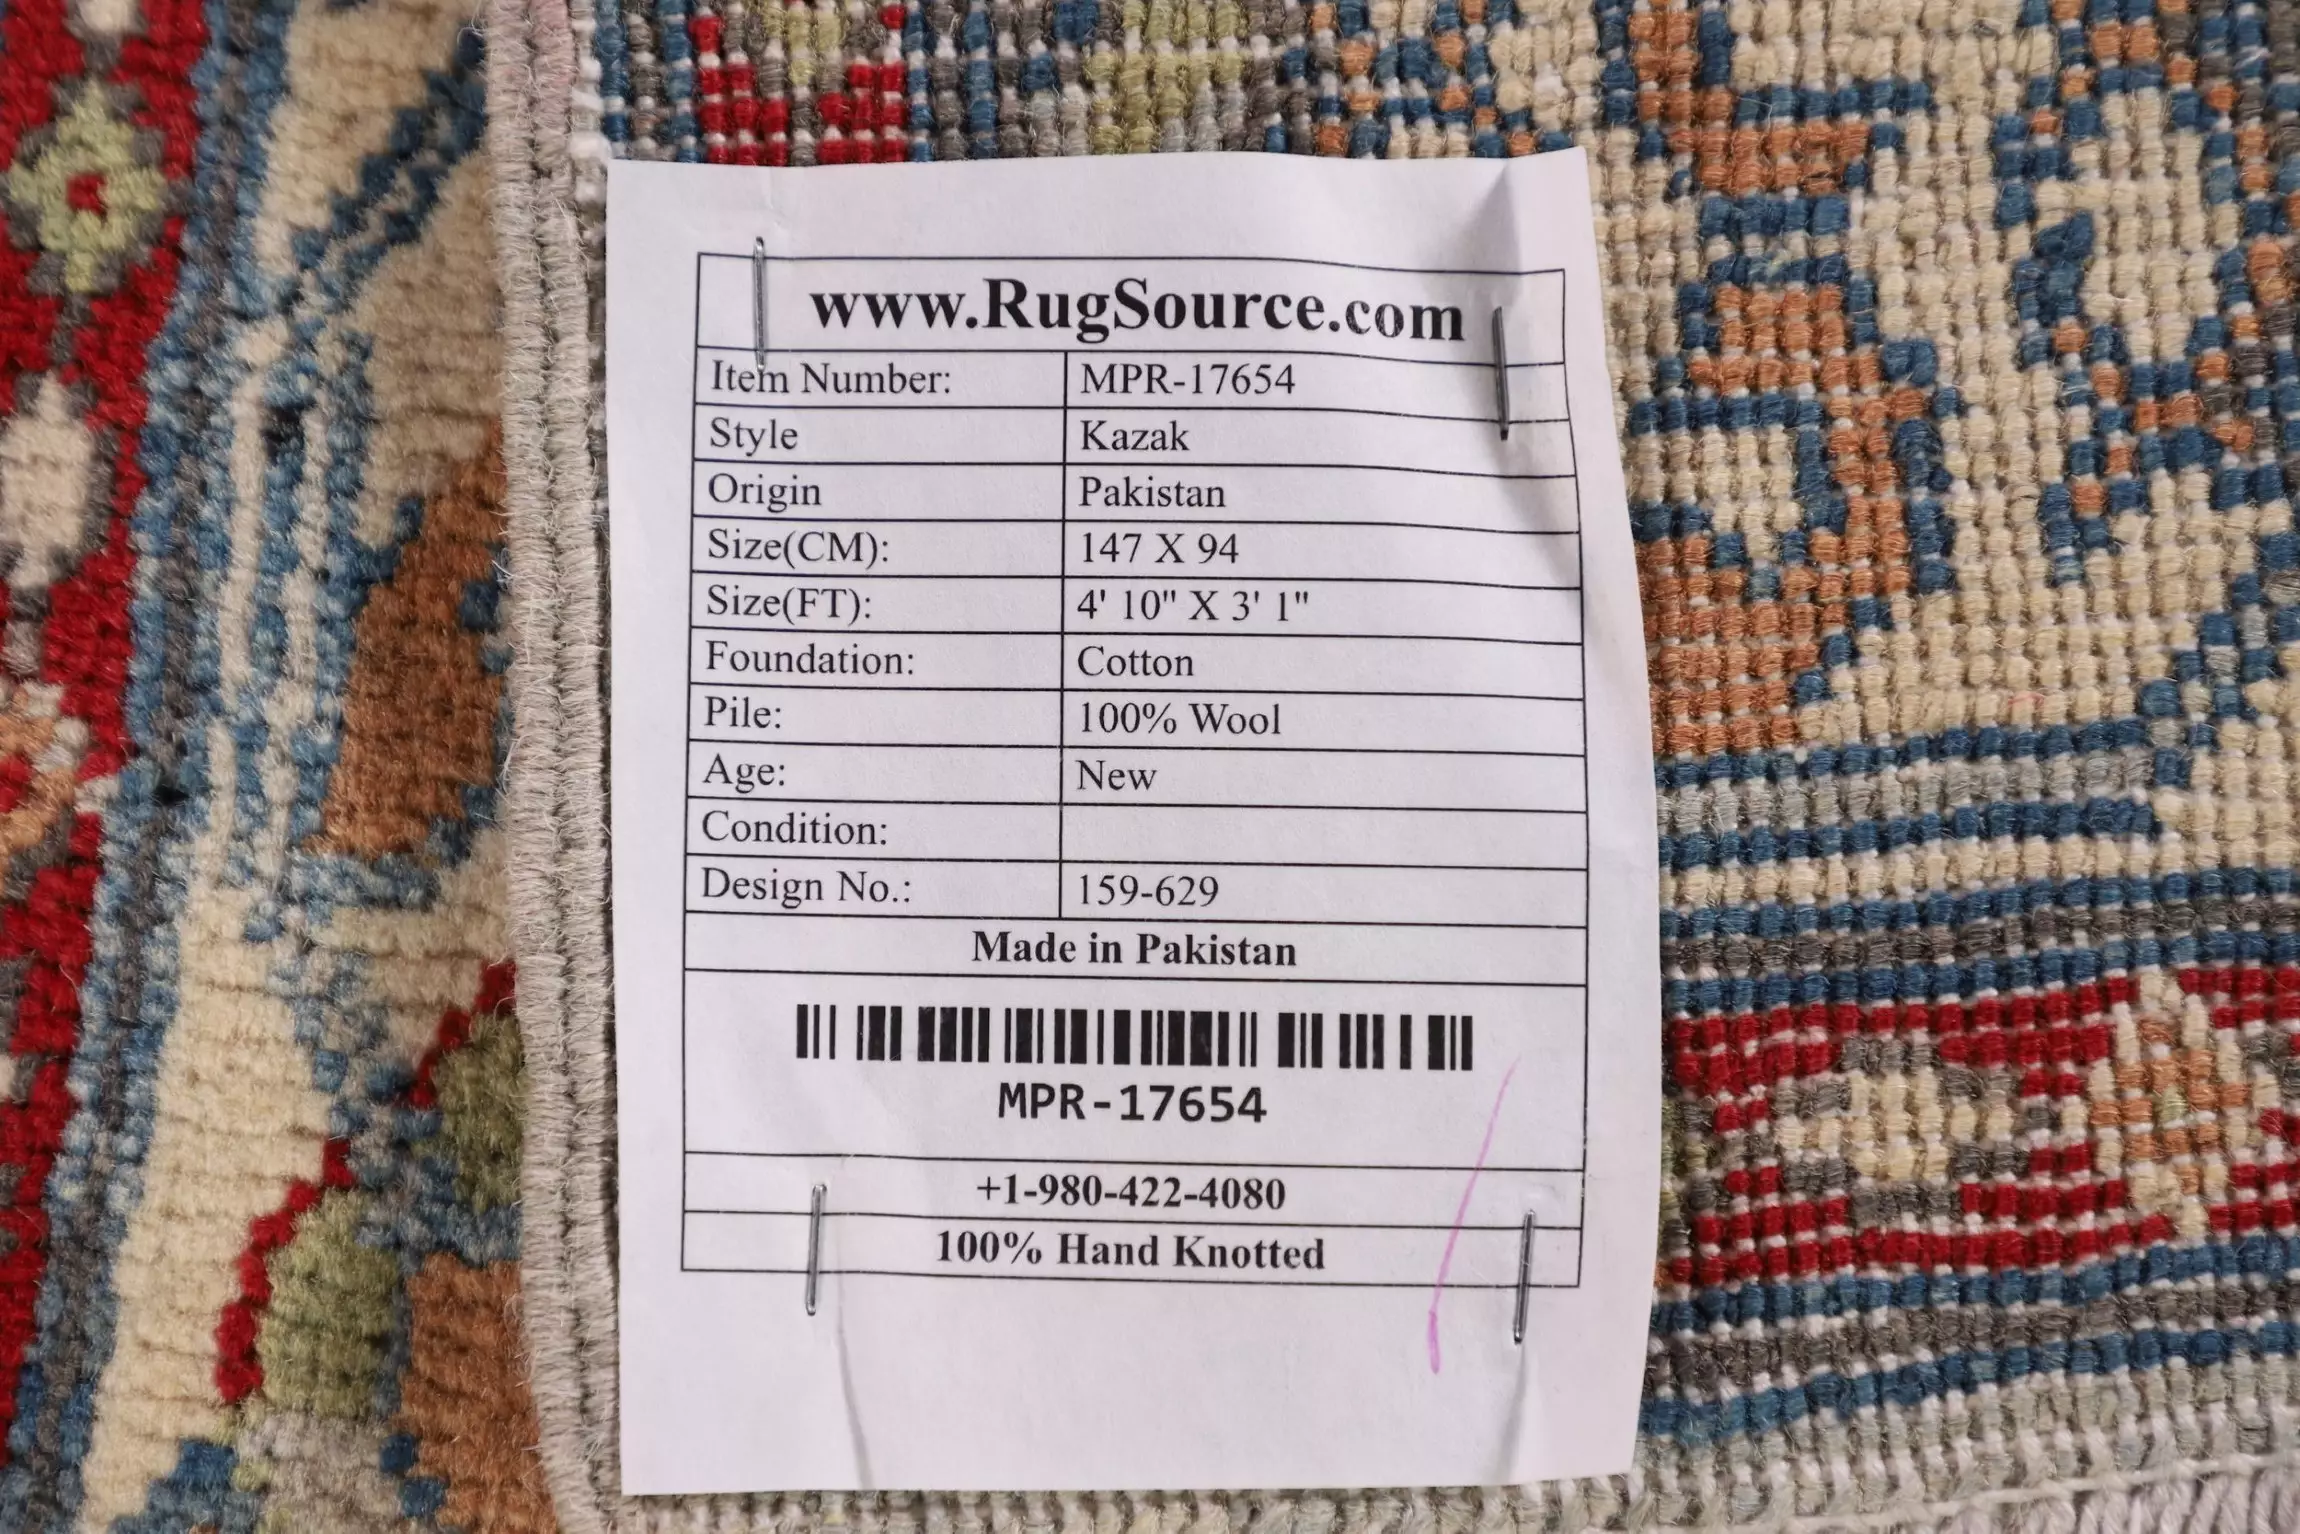 www.RugSource.com
Item Number: MPR-17654
Style Kazak
Origin Pakistan
Size(CM): 147 X 94
Size(FT): 4' 10" X 3' 1"
Foundation: Cotton
Pile: 100% Wool
Age: New
Condition:
Design No.: 159-629
Made in Pakistan
MPR-17654
+1-980-422-4080
100% Hand Knotted